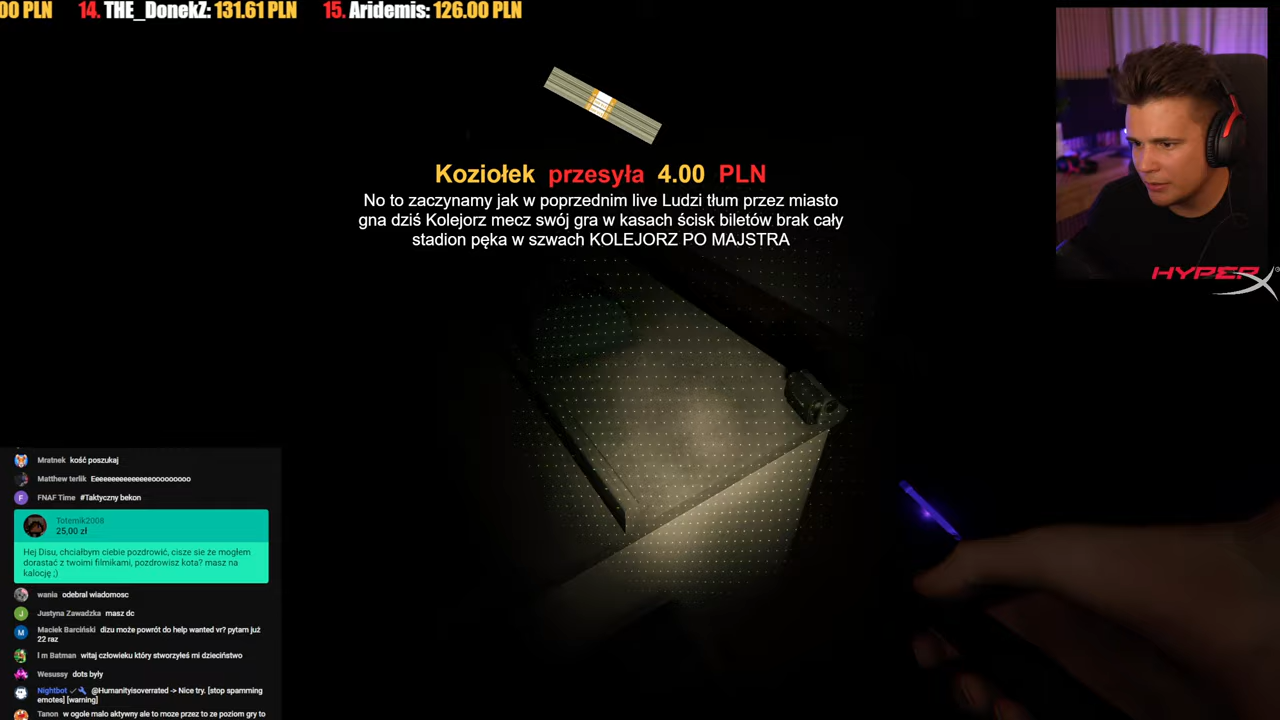 00 PLN 14. THE_DonekZ: 131.61 PLN 15. Aridemis: 126.00 PLN
Koziołek przesyła 4.00 PLN
No to zaczynamy jak w poprzednim live Ludzi tłum przez miasto
gna dziś Kolejorz mecz swój gra w kasach ścisk biletów brak cały
stadion pęka w szwach KOLEJORZ PO MAJSTRA
HYPERX
Mratnek kość poszukaj
Matthew terlik Eeeeeeeeeeeeeeooooooooo
FNAF Time #Taktyczny bekon
Totemik2008
25,00 zł
Hej Disu, chciałbym ciebie pozdrowić, cisze sie że mogłem
dorastać z twoimi filmikami, pozdrowisz kota? masz na
kalocję ;)
wania odebral wiadomosc
Justyna Zawadzka masz dc
Maciek Barciński dizu może powrót do help wanted vr? pytam już
22 raz
I m Batman witaj człowieku który stworzyłeś mi dzieciństwo
Wesussy dots były
Nightbot @Humanityisoverrated -> Nice try. [stop spamming
emotes] [warning]
Tanon w ogole malo aktywny ale to moze przez to ze poziom gry to